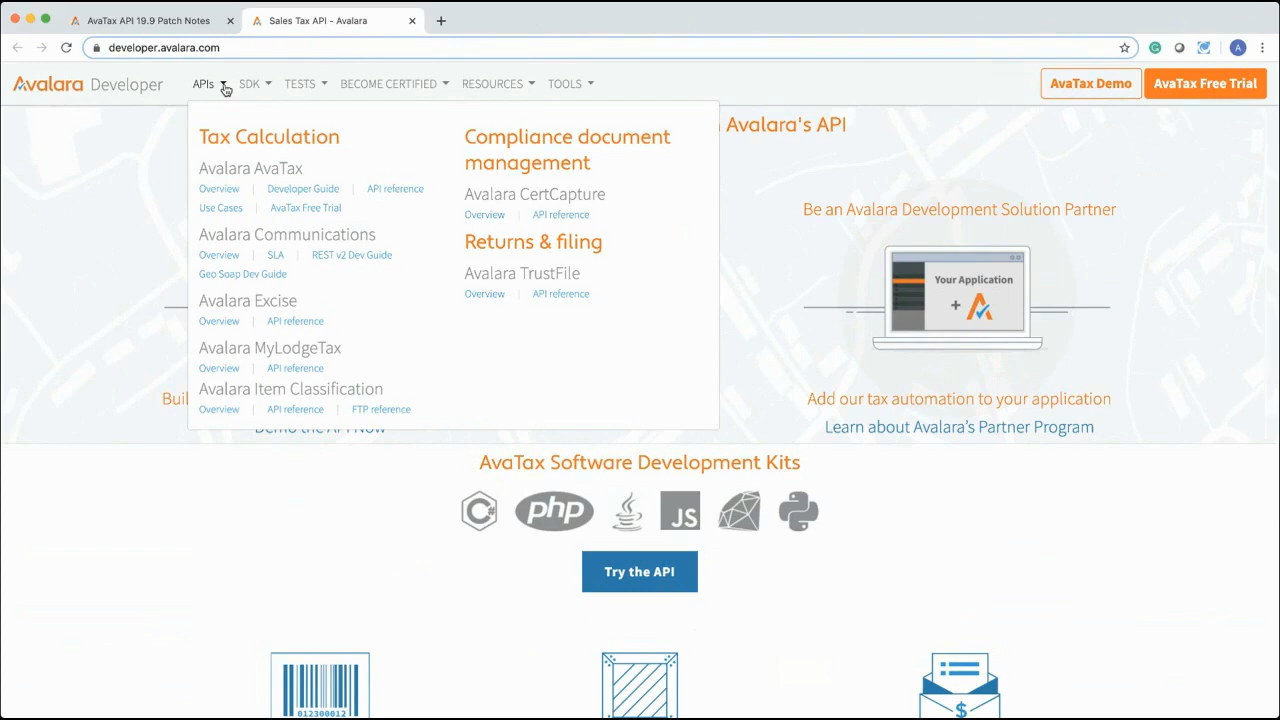 AvaTax API 19.9 Patch Notes
Sales Tax API - Avalara
developer.avalara.com
A
Avalara Developer
APIs
SDK
TESTS
BECOME CERTIFIED
RESOURCES
TOOLS
AvaTax Demo
AvaTax Free Trial
Avalara's API
Tax Calculation
Avalara AvaTax
Overview | Developer Guide | API reference
Use Cases | AvaTax Free Trial
Avalara Communications
Overview | SLA | REST v2 Dev Guide
Geo Soap Dev Guide
Avalara Excise
Overview | API reference
Avalara MyLodgeTax
Overview | API reference
Avalara Item Classification
Overview | API reference | FTP reference
Compliance document
management
Avalara CertCapture
Overview | API reference
Returns & filing
Avalara TrustFile
Overview | API reference
Be an Avalara Development Solution Partner
Your Application
+
Add our tax automation to your application
Learn about Avalara's Partner Program
Demo the API Now
AvaTax Software Development Kits
C#
php
JS
Try the API
012300012
$